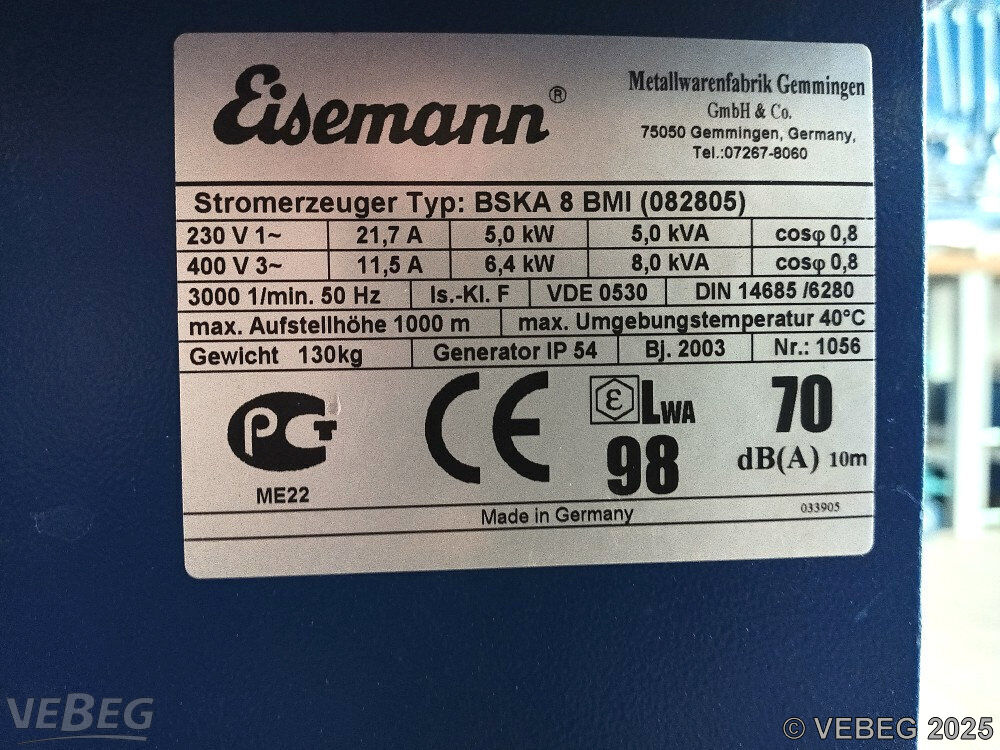 Eisemann®
Metallwarenfabrik Gemmingen
GmbH & Co.
75050 Gemmingen, Germany,
Tel.:07267-8060
Stromerzeuger Typ: BSKA 8 BMI (082805)
230 V 1~ 21,7 A 5,0 kW 5,0 kVA cosφ 0,8
400 V 3~ 11,5 A 6,4 kW 8,0 kVA cosφ 0,8
3000 1/min. 50 Hz Is.-Kl. F VDE 0530 DIN 14685 /6280
max. Aufstellhöhe 1000 m max. Umgebungstemperatur 40°C
Gewicht 130kg Generator IP 54 Bj. 2003 Nr.: 1056
PCT
ME22
CE
ε LWA
98
70
dB(A) 10m
Made in Germany
033905
VEBEG
© VEBEG 2025